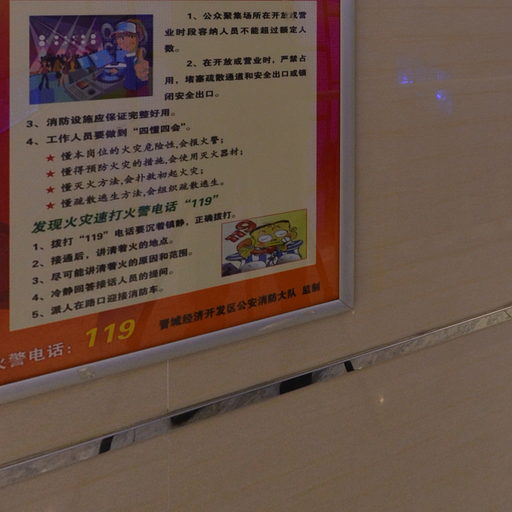 1、公众聚集场所在开放或营
业时段容纳人员不能超过额定人
数。
2、在开放或营业时，严禁占
用，堵塞疏散通道和安全出口或锁
闭安全出口。
3、消防设施应保证完整好用。
4、工作人员要做到“四懂四会”。
★ 懂本岗位的火灾危险性,会报火警；
★ 懂得预防火灾的措施,会使用灭火器材；
★ 懂灭火方法,会扑救初起火灾；
★ 懂疏散逃生方法,会组织疏散逃生。
发现火灾速打火警电话“119”
1、拨打“119”电话要沉着镇静，正确拨打。
2、接通后，讲清着火的地点。
3、尽可能讲清着火的原因和范围。
4、冷静回答接话人员的提问。
5、派人在路口迎接消防车。
119
火警电话：119
晋城经济开发区公安消防大队 监制